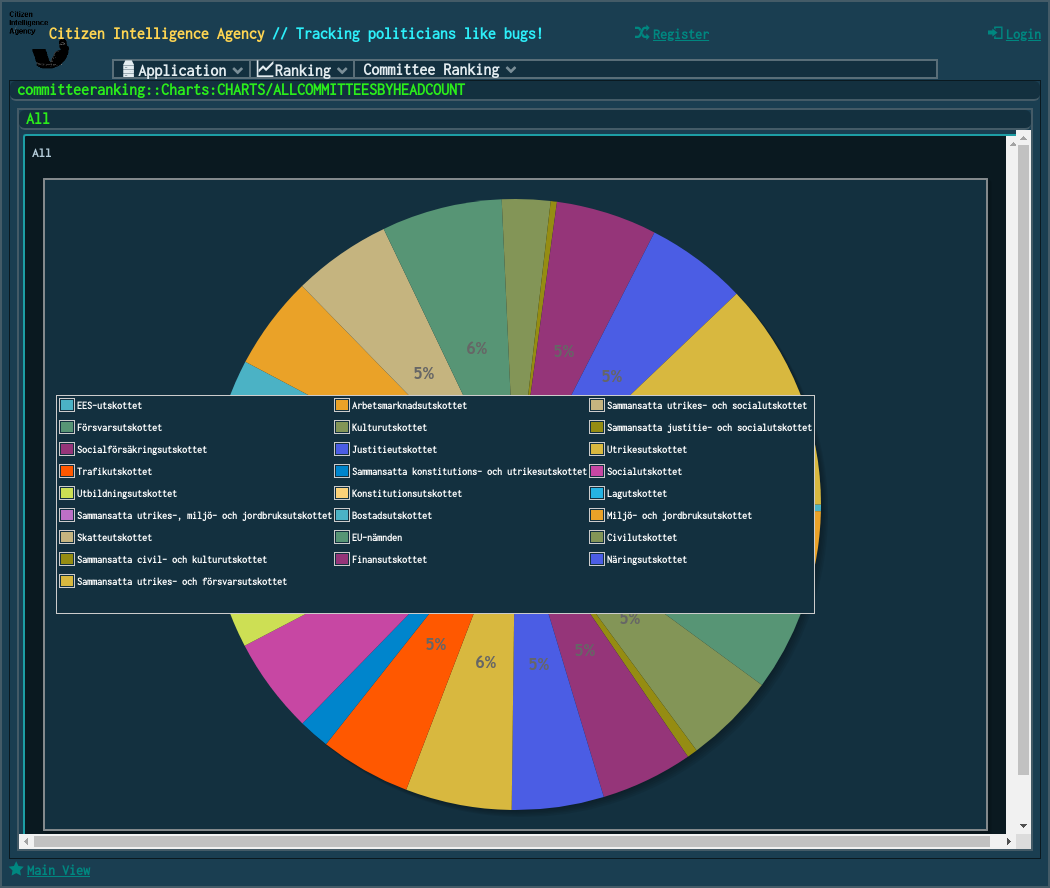 Citizen
Intelligence
Agency
Citizen Intelligence Agency // Tracking politicians like bugs!
Register
Login
Application
Ranking
Committee Ranking
committeeranking::Charts:CHARTS/ALLCOMMITTEESBYHEADCOUNT
All
All
6%
5%
5%
5%
EES-utskottet
Arbetsmarknadsutskottet
Sammansatta utrikes- och socialutskottet
Försvarsutskottet
Kulturutskottet
Sammansatta justitie- och socialutskottet
Socialförsäkringsutskottet
Justitieutskottet
Utrikesutskottet
Trafikutskottet
Sammansatta konstitutions- och utrikesutskottet
Socialutskottet
Utbildningsutskottet
Konstitutionsutskottet
Lagutskottet
Sammansatta utrikes-, miljö- och jordbruksutskottet
Bostadsutskottet
Miljö- och jordbruksutskottet
Skatteutskottet
EU-nämnden
Civilutskottet
Sammansatta civil- och kulturutskottet
Finansutskottet
Näringsutskottet
Sammansatta utrikes- och försvarsutskottet
5%
5%
5%
6%
5%
Main View